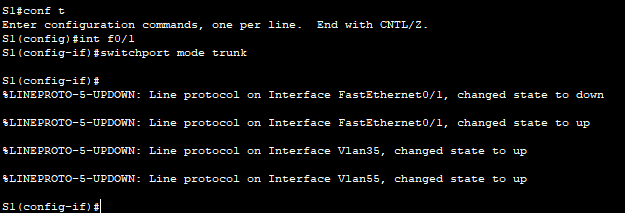 S1#conf t
Enter configuration commands, one per line.  End with CNTL/Z.
S1(config)#int f0/1
S1(config-if)#switchport mode trunk
S1(config-if)#
%LINEPROTO-5-UPDOWN: Line protocol on Interface FastEthernet0/1, changed state to down
%LINEPROTO-5-UPDOWN: Line protocol on Interface FastEthernet0/1, changed state to up
%LINEPROTO-5-UPDOWN: Line protocol on Interface Vlan35, changed state to up
%LINEPROTO-5-UPDOWN: Line protocol on Interface Vlan55, changed state to up
S1(config-if)#